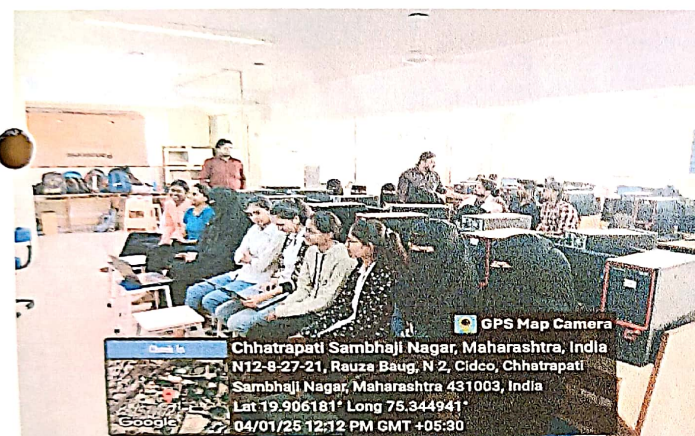 GPS Map Camera
Check In
Chhatrapati Sambhaji Nagar, Maharashtra, India
N12-8-27-21, Rauza Baug, N 2, Cidco, Chhatrapati
Sambhaji Nagar, Maharashtra 431003, India
Lat 19.906181° Long 75.344941°
04/01/25 12:12 PM GMT +05:30
Google